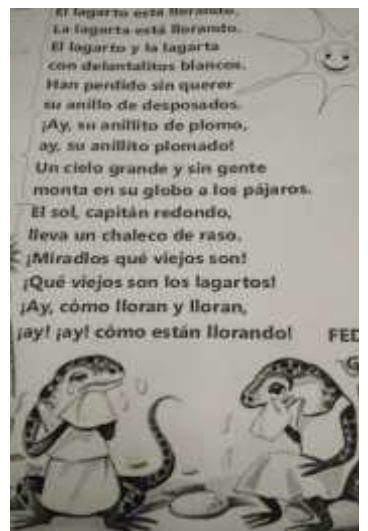 El lagarto está llorando.
La lagarta está llorando.
El lagarto y la lagarta
con delantalitos blancos.
Han perdido sin querer
su anillo de desposados.
¡Ay, su anillito de plomo,
ay, su anillito plomado!
Un cielo grande y sin gente
monta en su globo a los pájaros.
El sol, capitán redondo,
lleva un chaleco de raso.
¡Miradlos qué viejos son!
¡Qué viejos son los lagartos!
¡Ay, cómo lloran y lloran,
¡ay! ¡ay! cómo están llorando!
FED